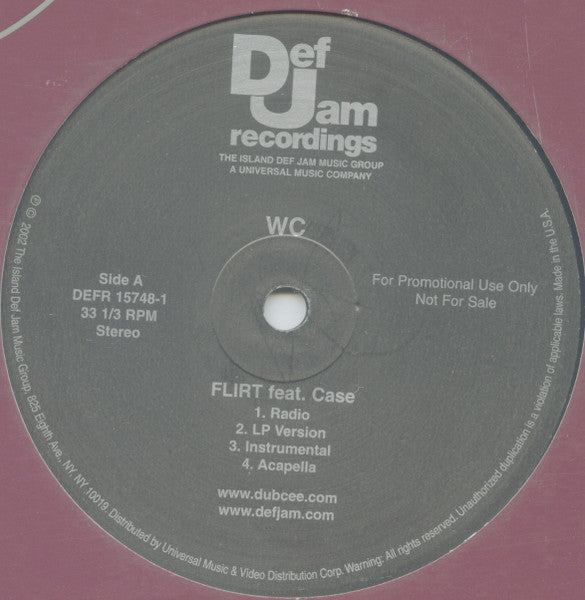 Def
Jam
recordings
THE ISLAND DEF JAM MUSIC GROUP
A UNIVERSAL MUSIC COMPANY
WC
Side A
DEFR 15748-1
33 1/3 RPM
Stereo
For Promotional Use Only
Not For Sale
FLIRT feat. Case
1. Radio
2. LP Version
3. Instrumental
4. Acapella
www.dubcee.com
www.defjam.com
℗ © 2002 The Island Def Jam Music Group, 825 Eighth Ave., NY, NY 10019. Distributed by Universal Music & Video Distribution Corp. Warning: All rights reserved. Unauthorized duplication is a violation of applicable laws. Made in the U.S.A.